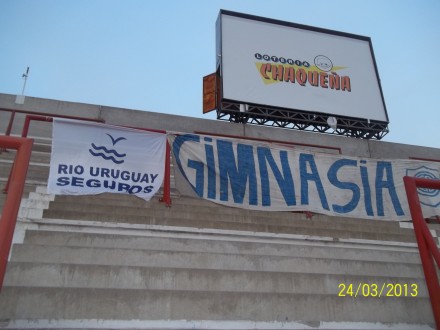 LOTERIA
CHAQUEÑA
RIO URUGUAY
SEGUROS
GIMNASIA
24/03/2013